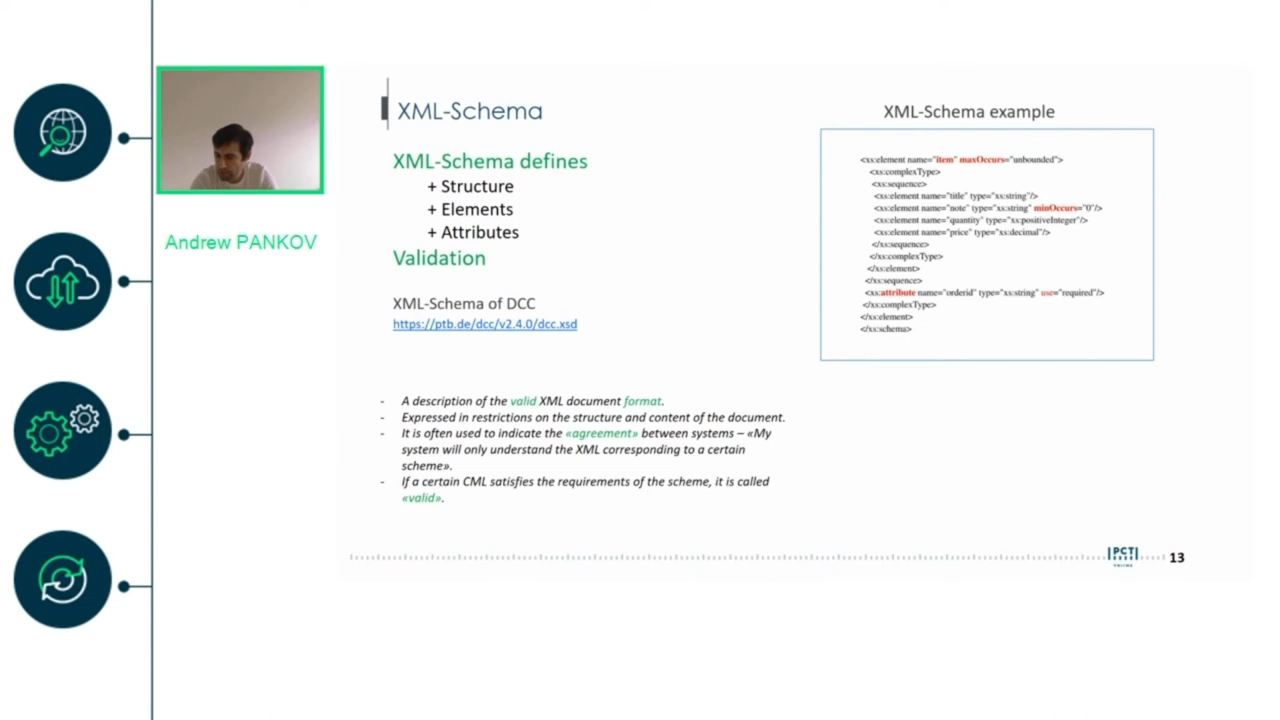 XML-Schema
XML-Schema example
XML-Schema defines
+ Structure
+ Elements
+ Attributes
Validation
XML-Schema of DCC
https://ptb.de/dcc/v2.4.0/dcc.xsd
Andrew PANKOV
<xs:element name="item" maxOccurs="unbounded">
<xs:complexType>
<xs:sequence>
<xs:element name="title" type="xs:string"/>
<xs:element name="note" type="xs:string" minOccurs="0"/>
<xs:element name="quantity" type="xs:positiveInteger"/>
<xs:element name="price" type="xs:decimal"/>
</xs:sequence>
</xs:complexType>
</xs:element>
</xs:sequence>
<xs:attribute name="orderid" type="xs:string" use="required"/>
</xs:complexType>
</xs:element>
</xs:schema>
- A description of the valid XML document format.
- Expressed in restrictions on the structure and content of the document.
- It is often used to indicate the «agreement» between systems – «My
system will only understand the XML corresponding to a certain
scheme».
- If a certain CML satisfies the requirements of the scheme, it is called
«valid».
РСТ
13